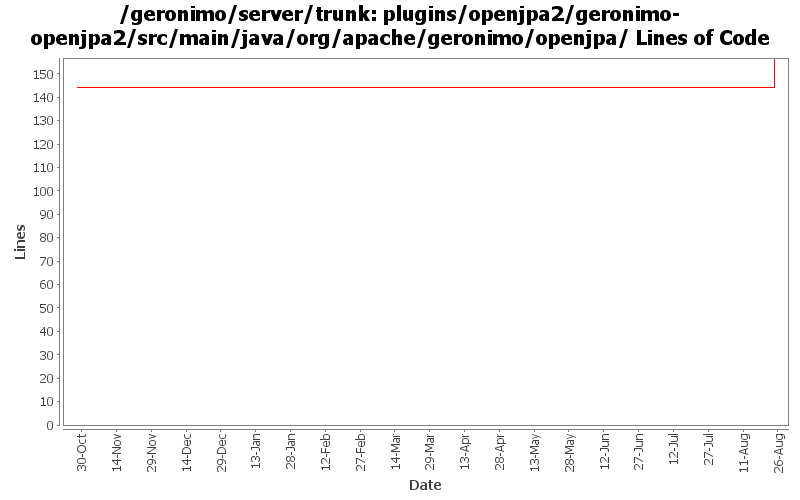 /geronimo/server/trunk: plugins/openjpa2/geronimo-
openjpa2/src/main/java/org/apache/geronimo/openjpa/ Lines of Code
150
140
130
120
110
100
90
80
70
60
50
40
30
20
10
0
Lines
30-Oct
14-Nov
29-Nov
14-Dec
29-Dec
13-Jan
28-Jan
12-Feb
27-Feb
14-Mar
29-Mar
13-Apr
28-Apr
13-May
28-May
12-Jun
27-Jun
12-Jul
27-Jul
11-Aug
26-Aug
Date